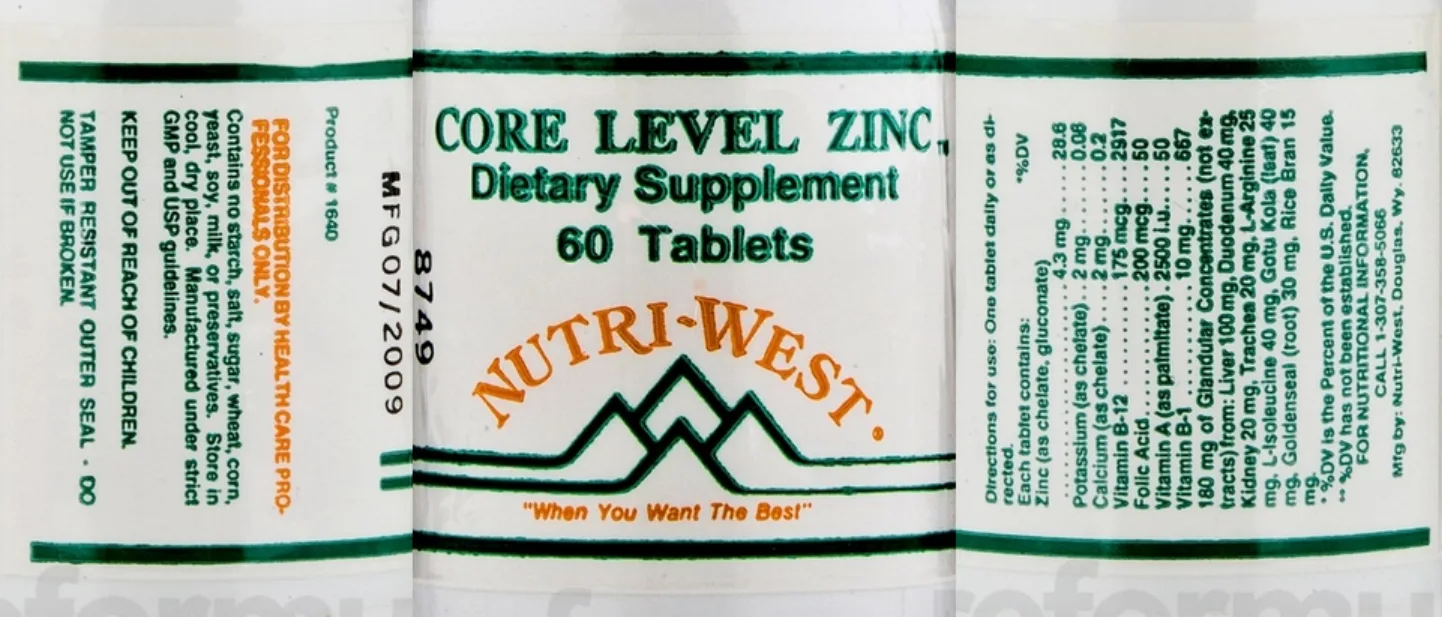 Product # 1640
FOR DISTRIBUTION BY HEALTH CARE PRO-
FESSIONALS ONLY.
Contains no starch, salt, sugar, wheat, corn,
yeast, soy, milk, or preservatives. Store in
cool, dry place. Manufactured under strict
GMP and USP guidelines.
KEEP OUT OF REACH OF CHILDREN.
TAMPER RESISTANT OUTER SEAL - DO
NOT USE IF BROKEN.
8749
MFG07/2009
CORE LEVEL ZINC
Dietary Supplement
60 Tablets
NUTRI-WEST®
"When You Want The Best"
Directions for use: One tablet daily or as di-
rected.
Each tablet contains: *%DV
Zinc (as chelate, gluconate)
.................... 4.3 mg .... 28.6
Potassium (as chelate) . 2 mg........ 0.06
Calcium (as chelate) ... 2 mg........ 0.2
Vitamin B-12 ............. 175 mcg.... 2917
Folic Acid................. 200 mcg..... 50
Vitamin A (as palmitate) . 2500 i.u..... 50
Vitamin B-1 .............. 10 mg...... 667
180 mg of Glandular Concentrates (not ex-
tracts) from: Liver 100 mg, Duodenum 40 mg,
Kidney 20 mg, Trachea 20 mg, L-Arginine 25
mg, L-Isoleucine 40 mg, Gotu Kola (leaf) 40
mg, Goldenseal (root) 30 mg, Rice Bran 15
mg.
* %DV is the Percent of the U.S. Daily Value.
** %DV has not been established.
FOR NUTRITIONAL INFORMATION,
CALL 1-307-358-5066
Mfg by: Nutri-West, Douglas, Wy. 82633